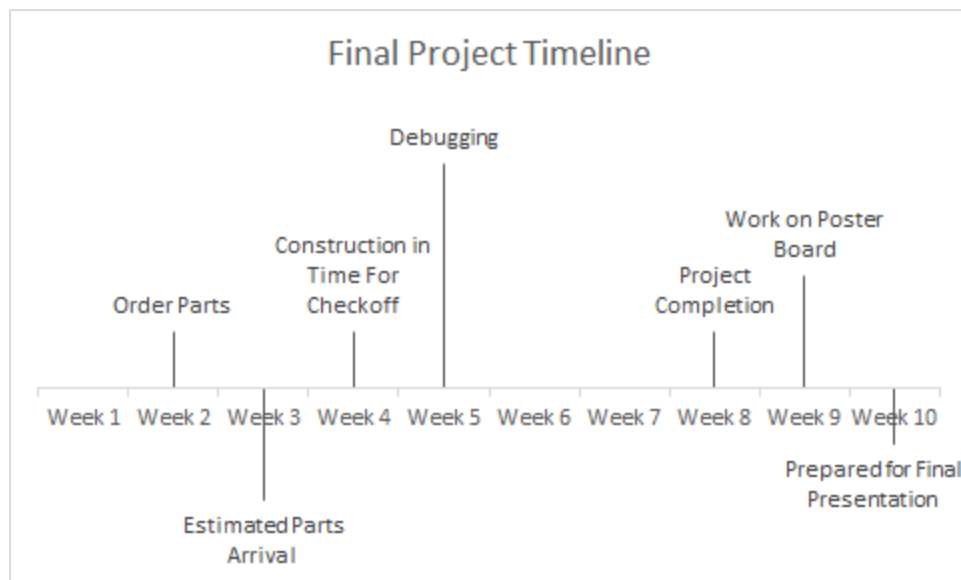 Final Project Timeline
Debugging
Work on Poster
Board
Construction in
Time For
Checkoff
Project
Completion
Order Parts
Week 1 Week 2 Week 3 Week 4 Week 5 Week 6 Week 7 Week 8 Week 9 Week 10
Prepared for Final
Presentation
Estimated Parts
Arrival